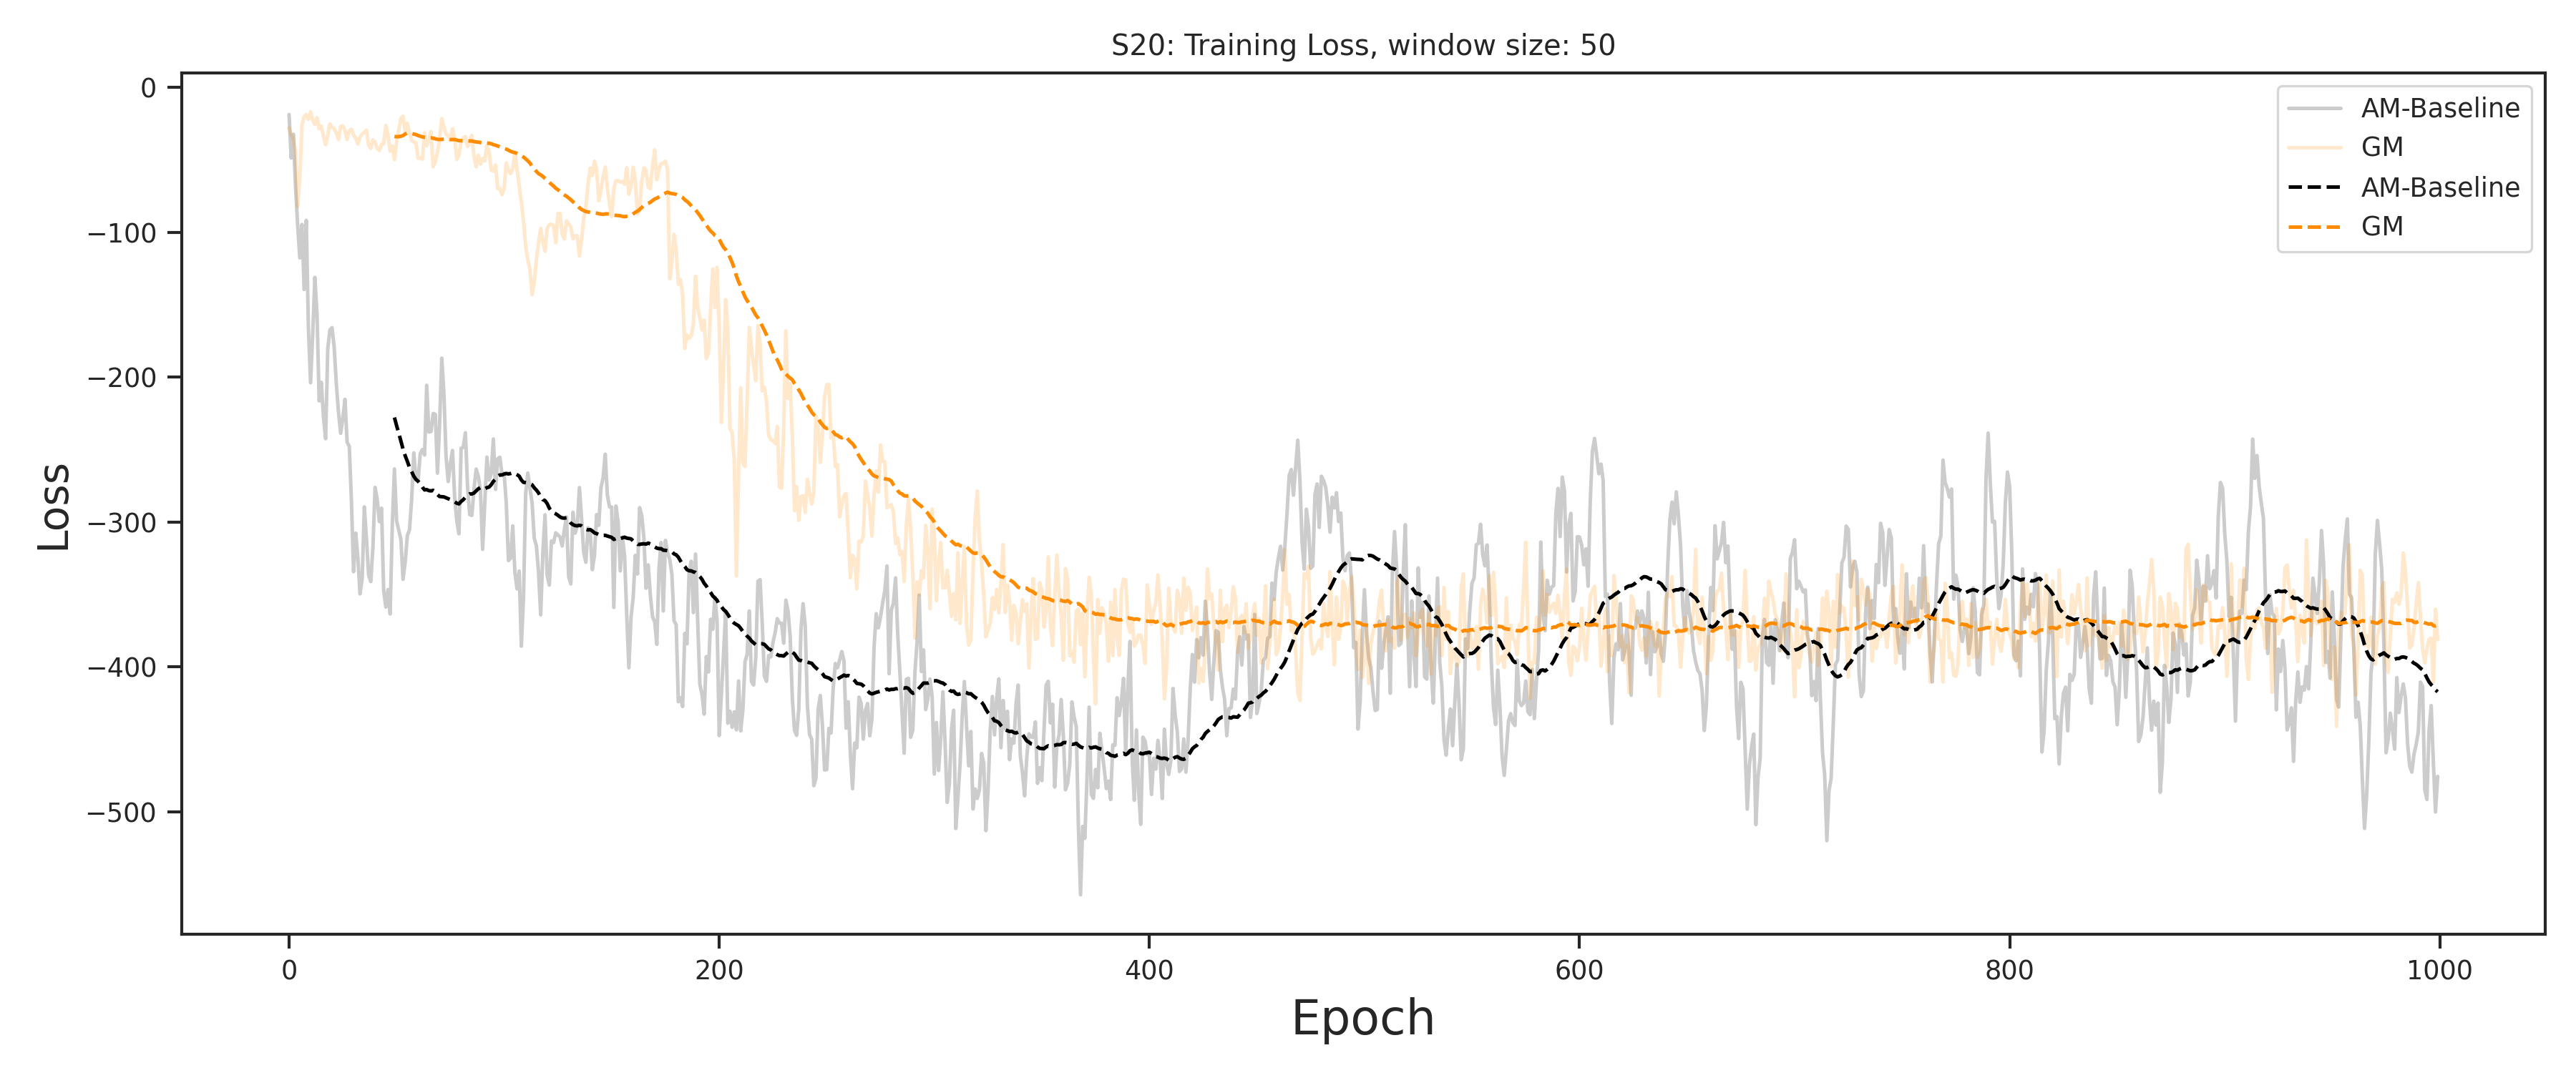 S20: Training Loss, window size: 50
0
−100
−200
−300
−400
−500
Loss
AM-Baseline
GM
AM-Baseline
GM
0
200
400
600
800
1000
Epoch